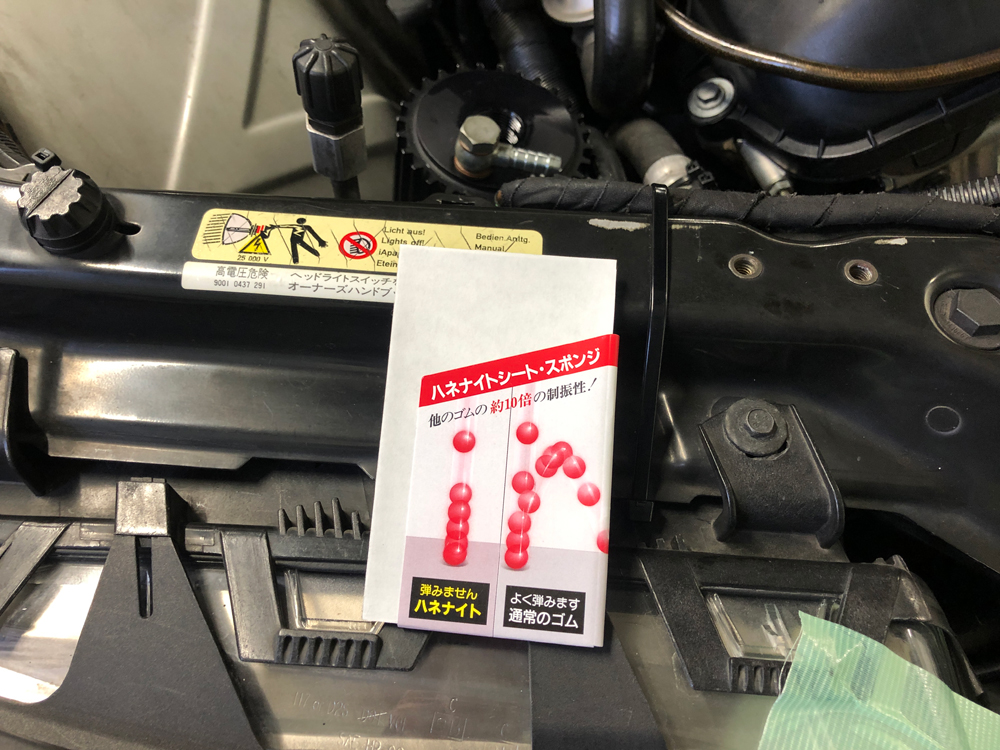 Licht aus!
Lights off!
Bedien.Anltg.
Manual
25 000 V
高電圧危険
9001 0437 291
ヘッドライトスイッチ
オーナーズハンドブ
ハネナイトシート・スポンジ
他のゴムの約10倍の制振性!
弾みません
ハネナイト
よく弾みます
通常のゴム